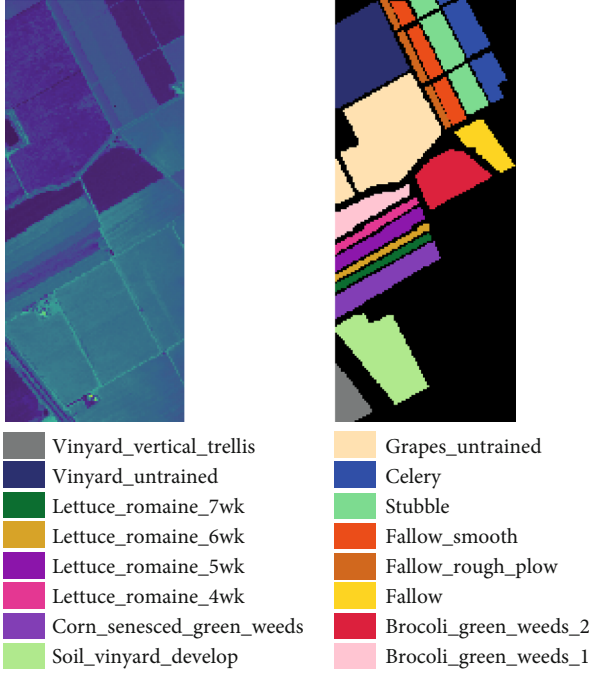 Vinyard_vertical_trellis
Vinyard_untrained
Lettuce_romaine_7wk
Lettuce_romaine_6wk
Lettuce_romaine_5wk
Lettuce_romaine_4wk
Corn_senesced_green_weeds
Soil_vinyard_develop
Grapes_untrained
Celery
Stubble
Fallow_smooth
Fallow_rough_plow
Fallow
Brocoli_green_weeds_2
Brocoli_green_weeds_1